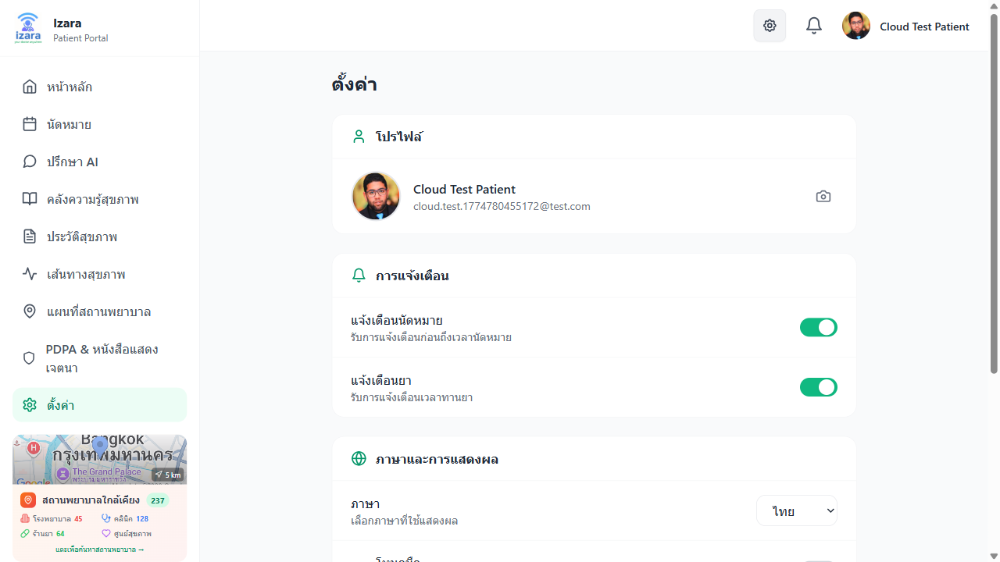 izara
Izara
Patient Portal
Cloud Test Patient
หน้าหลัก
นัดหมาย
ปรึกษา AI
คลังความรู้สุขภาพ
ประวัติสุขภาพ
เส้นทางสุขภาพ
แผนที่สถานพยาบาล
PDPA & หนังสือแสดง
เจตนา
ตั้งค่า
Bangkok
กรุงเทพมหานคร
The Grand Palace
พระบรมมหาราชวัง
Google
5 km
สถานพยาบาลใกล้เคียง 237
โรงพยาบาล 45
คลินิก 128
ร้านยา 64
ศูนย์สุขภาพ
แตะเพื่อค้นหาสถานพยาบาล →
ตั้งค่า
โปรไฟล์
Cloud Test Patient
cloud.test.1774780455172@test.com
การแจ้งเตือน
แจ้งเตือนนัดหมาย
รับการแจ้งเตือนก่อนถึงเวลานัดหมาย
แจ้งเตือนยา
รับการแจ้งเตือนเวลาทานยา
ภาษาและการแสดงผล
ภาษา
เลือกภาษาที่ใช้แสดงผล
ไทย